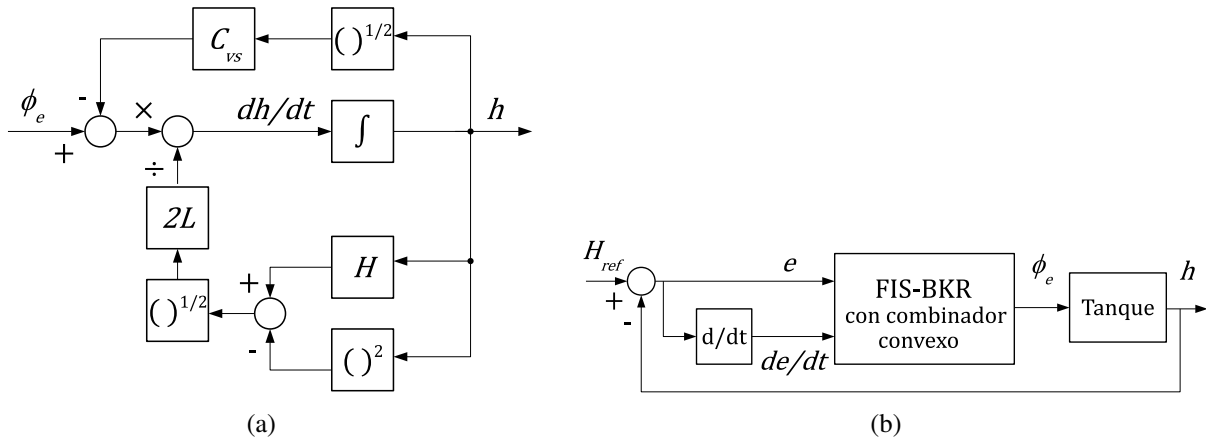 C_vs
( )^1/2
-
ϕ_e
×
dh/dt
∫
h
+
÷
2L
+
H
( )^1/2
-
( )^2
(a)
H_ref
e
ϕ_e
h
+
-
FIS-BKR
con combinador
convexo
Tanque
d/dt
de/dt
(b)